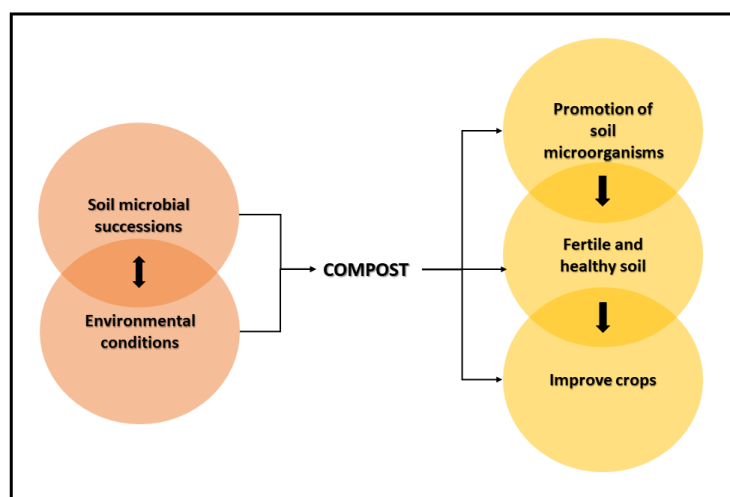 Soil microbial
successions
Environmental
conditions
COMPOST
Promotion of
soil
microorganisms
Fertile and
healthy soil
Improve crops